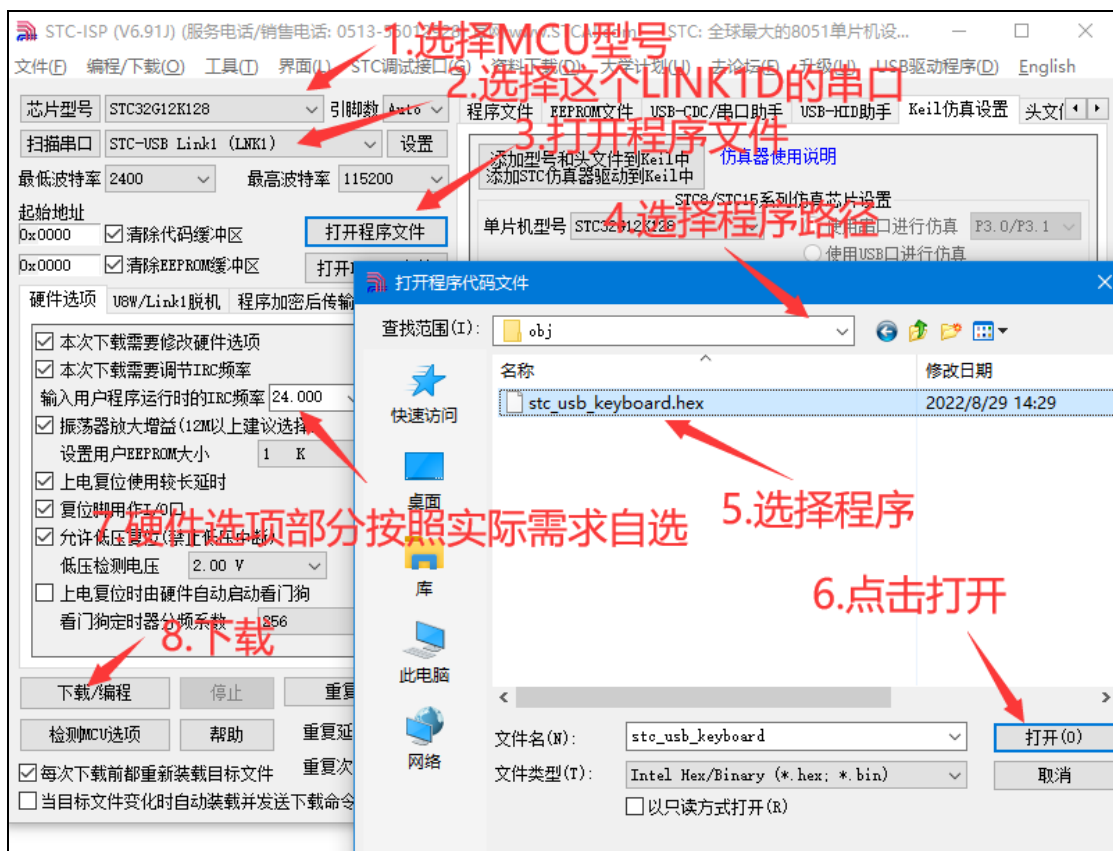 STC-ISP (V6.91J) (服务电话/销售电话: 0513-5501 STC: 全球最大的8051单片机设...
1.选择MCU型号
文件(F) 编程/下载(O) 工具(T) 界面(L) STC调试接口(G) 资料下载(D) 大学计划(U) 去论坛(E) 升级(W) USB驱动程序(D) English
2.选择这个LINK1D的串口
芯片型号 STC32G12K128 引脚数 Auto 程序文件 EEPROM文件 USB-CDC/串口助手 USB-HID助手 Keil仿真设置 头文件
扫描串口 STC-USB Link1 (LNK1) 设置
3.打开程序文件
添加型号和头文件到Keil中
添加STC仿真器驱动到Keil中
仿真器使用说明
最低波特率 2400 最高波特率 115200
STC8/STC15系列仿真芯片设置
4.选择程序路径
起始地址
单片机型号 STC32G12K128 使用串口进行仿真 P3.0/P3.1
0x0000 清除代码缓冲区 打开程序文件
使用USB口进行仿真
0x0000 清除EEPROM缓冲区 打开
打开程序代码文件
硬件选项 U8W/Link1脱机 程序加密后传输
查找范围(I): obj
本次下载需要修改硬件选项
本次下载需要调节IRC频率
名称 修改日期
输入用户程序运行时的IRC频率 24.000
stc_usb_keyboard.hex 2022/8/29 14:29
快速访问
振荡器放大增益(12M以上建议选择)
设置用户EEPROM大小 1 K
上电复位使用较长延时
桌面
5.选择程序
复位脚用作I/O口
7.硬件选项部分按照实际需求自选
允许低压复位(禁止低压中断)
低压检测电压 2.00 V
库
上电复位时由硬件自动启动看门狗
6.点击打开
看门狗定时器分频系数 256
8.下载
此电脑
下载/编程 停止 重复
检测MCU选项 帮助 重复延
文件名(N): stc_usb_keyboard 打开(O)
网络
每次下载前都重新装载目标文件 重复次
文件类型(T): Intel Hex/Binary (*.hex; *.bin) 取消
当目标文件变化时自动装载并发送下载命令
以只读方式打开(R)